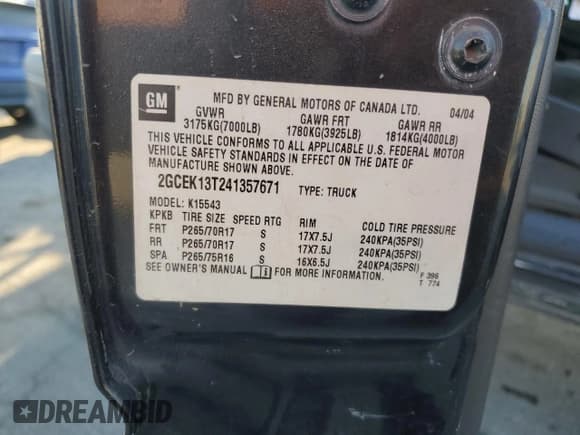 GM
MFD BY GENERAL MOTORS OF CANADA LTD. 04/04
GVWR GAWR FRT GAWR RR
3175KG(7000LB) 1780KG(3925LB) 1814KG(4000LB)
THIS VEHICLE CONFORMS TO ALL APPLICABLE U.S. FEDERAL MOTOR
VEHICLE SAFETY STANDARDS IN EFFECT ON THE DATE OF
MANUFACTURE SHOWN ABOVE.
2GCEK13T241357671 TYPE: TRUCK
MODEL: K15543
KPKB TIRE SIZE SPEED RTG RIM COLD TIRE PRESSURE
FRT P265/70R17 S 17X7.5J 240KPA(35PSI)
RR P265/70R17 S 17X7.5J 240KPA(35PSI)
SPA P265/75R16 S 16X6.5J 240KPA(35PSI)
SEE OWNER'S MANUAL FOR MORE INFORMATION.
F 396
T 774
DREAMBID